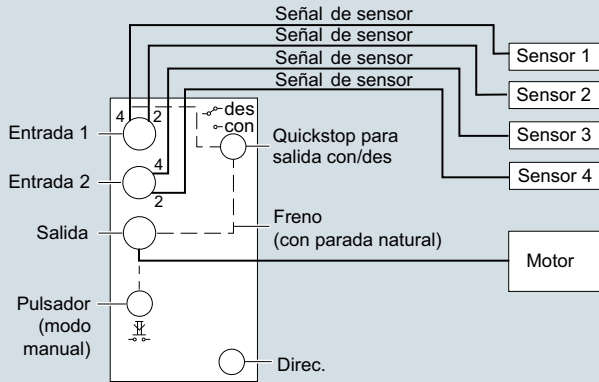 Señal de sensor
Señal de sensor
Señal de sensor
Señal de sensor
Sensor 1
Sensor 2
Sensor 3
Sensor 4
4
2
des
con
Entrada 1
Quickstop para
salida con/des
4
Entrada 2
2
Salida
Freno
(con parada natural)
Motor
Pulsador
(modo
manual)
Direc.